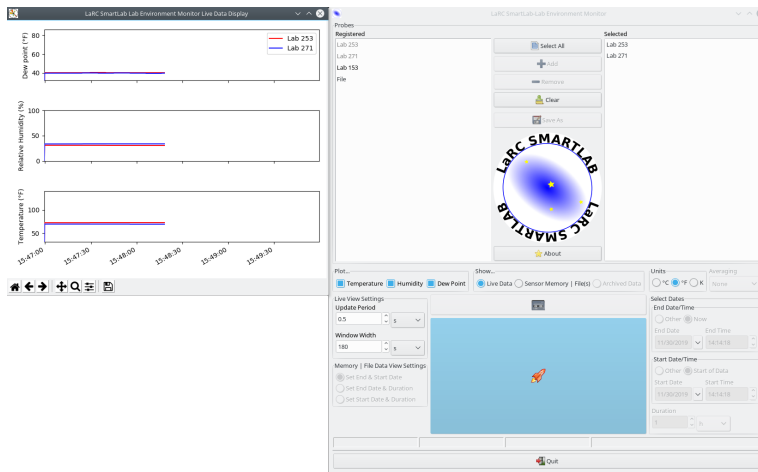 LaRC SmartLab Lab Environment Monitor Live Data Display
Dew point (°F)
80
60
40
Lab 253
Lab 271
Relative Humidity (%)
100
50
0
Temperature (°F)
100
50
15:47:00
15:47:30
15:48:00
15:48:30
15:49:00
15:49:30
LaRC SmartLab Lab Environment Monitor
Probes
Registered
Selected
Lab 253
Lab 271
Lab 153
File
Select All
Add
Remove
Clear
Save As
LaRC SMARTLAB
LaRC SMARTLAB
About
Lab 253
Lab 271
Plot...
Temperature
Humidity
Dew Point
Show...
Live Data
Sensor Memory | File(s)
Archived Data
Units
°C
°F
K
Averaging
None
Live View Settings
Update Period
0.5
s
Window Width
180
s
Memory | File Data View Settings
Set End & Start Date
Set End Date & Duration
Set Start Date & Duration
Select Dates
End Date/Time
Other
Now
End Date
End Time
11/30/2019
14:14:18
Start Date/Time
Other
Start of Data
Start Date
Start Time
11/30/2019
14:14:18
Duration
1
Quit